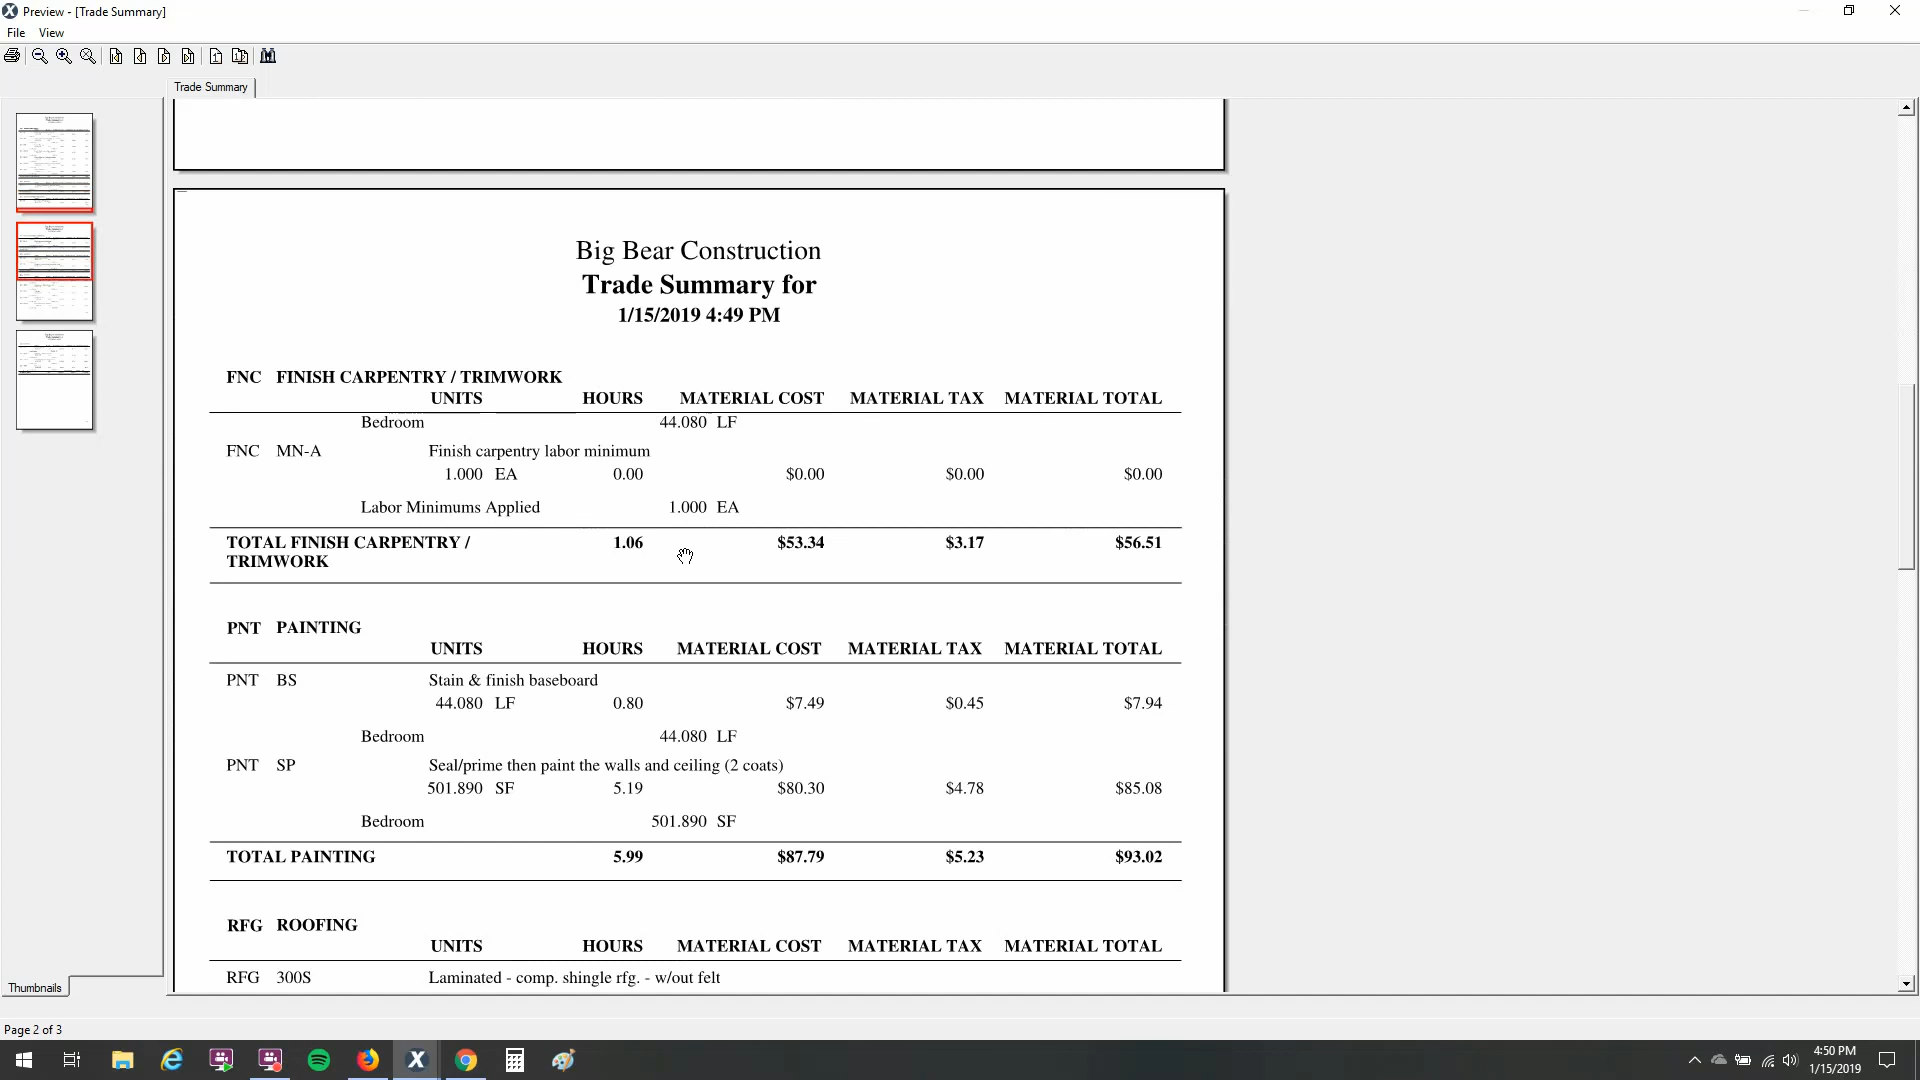 Preview - [Trade Summary]
File View
Trade Summary
Big Bear Construction
Trade Summary for
1/15/2019 4:49 PM
FNC FINISH CARPENTRY / TRIMWORK
UNITS HOURS MATERIAL COST MATERIAL TAX MATERIAL TOTAL
Bedroom 44.080 LF
FNC MN-A Finish carpentry labor minimum
1.000 EA 0.00 $0.00 $0.00 $0.00
Labor Minimums Applied 1.000 EA
TOTAL FINISH CARPENTRY / 1.06 $53.34 $3.17 $56.51
TRIMWORK
PNT PAINTING
UNITS HOURS MATERIAL COST MATERIAL TAX MATERIAL TOTAL
PNT BS Stain & finish baseboard
44.080 LF 0.80 $7.49 $0.45 $7.94
Bedroom 44.080 LF
PNT SP Seal/prime then paint the walls and ceiling (2 coats)
501.890 SF 5.19 $80.30 $4.78 $85.08
Bedroom 501.890 SF
TOTAL PAINTING 5.99 $87.79 $5.23 $93.02
RFG ROOFING
UNITS HOURS MATERIAL COST MATERIAL TAX MATERIAL TOTAL
RFG 300S Laminated - comp. shingle rfg. - w/out felt
Thumbnails
Page 2 of 3
4:50 PM
1/15/2019